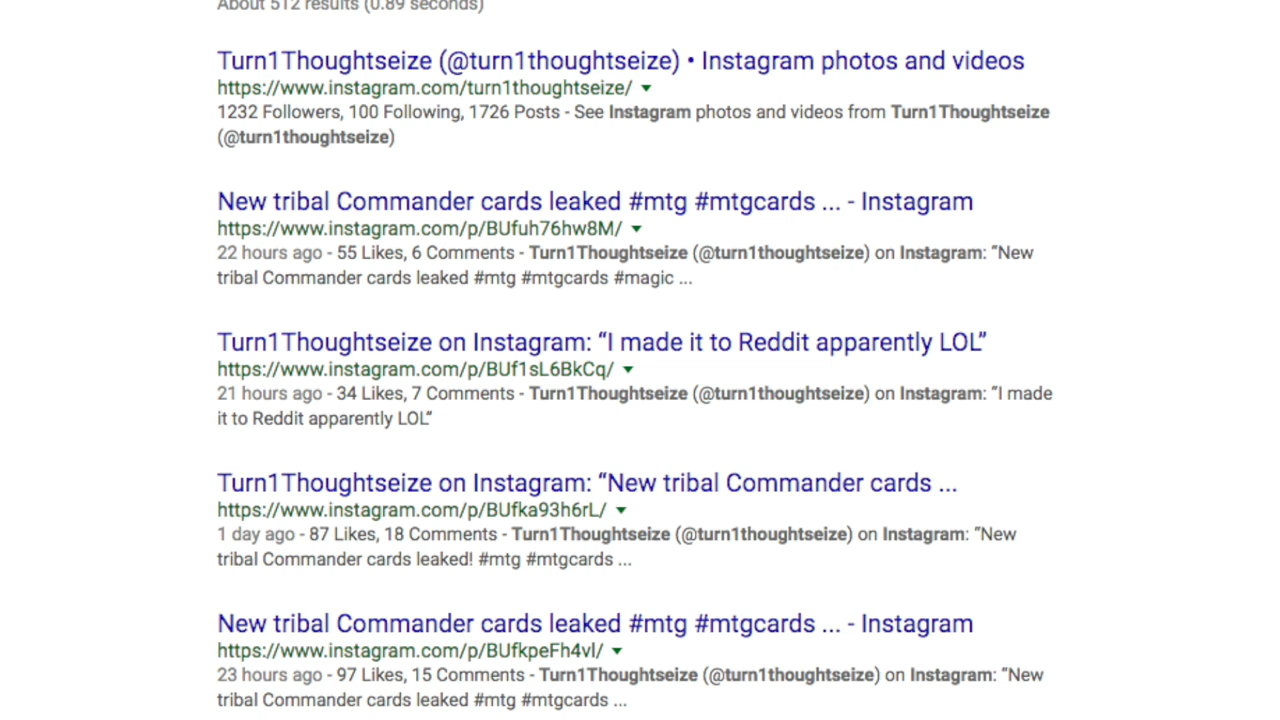 About 512 results (0.89 seconds)
Turn1Thoughtseize (@turn1thoughtseize) • Instagram photos and videos
https://www.instagram.com/turn1thoughtseize/
1232 Followers, 100 Following, 1726 Posts - See Instagram photos and videos from Turn1Thoughtseize
(@turn1thoughtseize)
New tribal Commander cards leaked #mtg #mtgcards ... - Instagram
https://www.instagram.com/p/BUfuh76hw8M/
22 hours ago - 55 Likes, 6 Comments - Turn1Thoughtseize (@turn1thoughtseize) on Instagram: “New
tribal Commander cards leaked #mtg #mtgcards #magic ...
Turn1Thoughtseize on Instagram: “I made it to Reddit apparently LOL”
https://www.instagram.com/p/BUf1sL6BkCq/
21 hours ago - 34 Likes, 7 Comments - Turn1Thoughtseize (@turn1thoughtseize) on Instagram: “I made
it to Reddit apparently LOL”
Turn1Thoughtseize on Instagram: “New tribal Commander cards ...
https://www.instagram.com/p/BUfka93h6rL/
1 day ago - 87 Likes, 18 Comments - Turn1Thoughtseize (@turn1thoughtseize) on Instagram: “New
tribal Commander cards leaked! #mtg #mtgcards ...
New tribal Commander cards leaked #mtg #mtgcards ... - Instagram
https://www.instagram.com/p/BUfkpeFh4vl/
23 hours ago - 97 Likes, 15 Comments - Turn1Thoughtseize (@turn1thoughtseize) on Instagram: “New
tribal Commander cards leaked #mtg #mtgcards ...